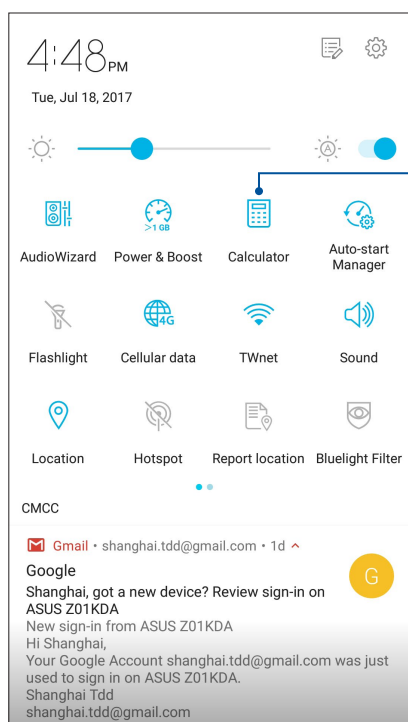 4:48 PM
Tue, Jul 18, 2017
A
>1 GB
AudioWizard Power & Boost Calculator Auto-start
Manager
4G
Flashlight Cellular data TWnet Sound
Location Hotspot Report location Bluelight Filter
CMCC
Gmail • shanghai.tdd@gmail.com • 1d
Google
G
Shanghai, got a new device? Review sign-in on
ASUS Z01KDA
New sign-in from ASUS Z01KDA
Hi Shanghai,
Your Google Account shanghai.tdd@gmail.com was just
used to sign in on ASUS Z01KDA.
Shanghai Tdd
shanghai.tdd@gmail.com